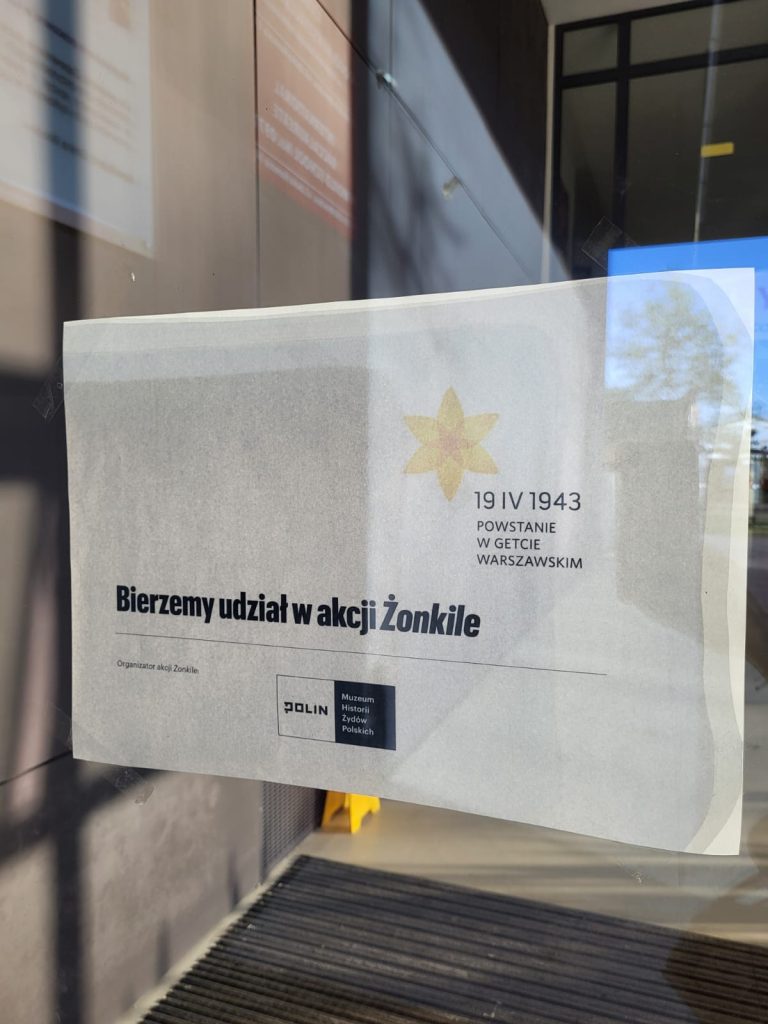 19 IV 1943
POWSTANIE
W GETCIE
WARSZAWSKIM
Bierzemy udział w akcji Żonkile
Organizator akcji Żonkile:
POLIN
Muzeum
Historii
Żydów
Polskich